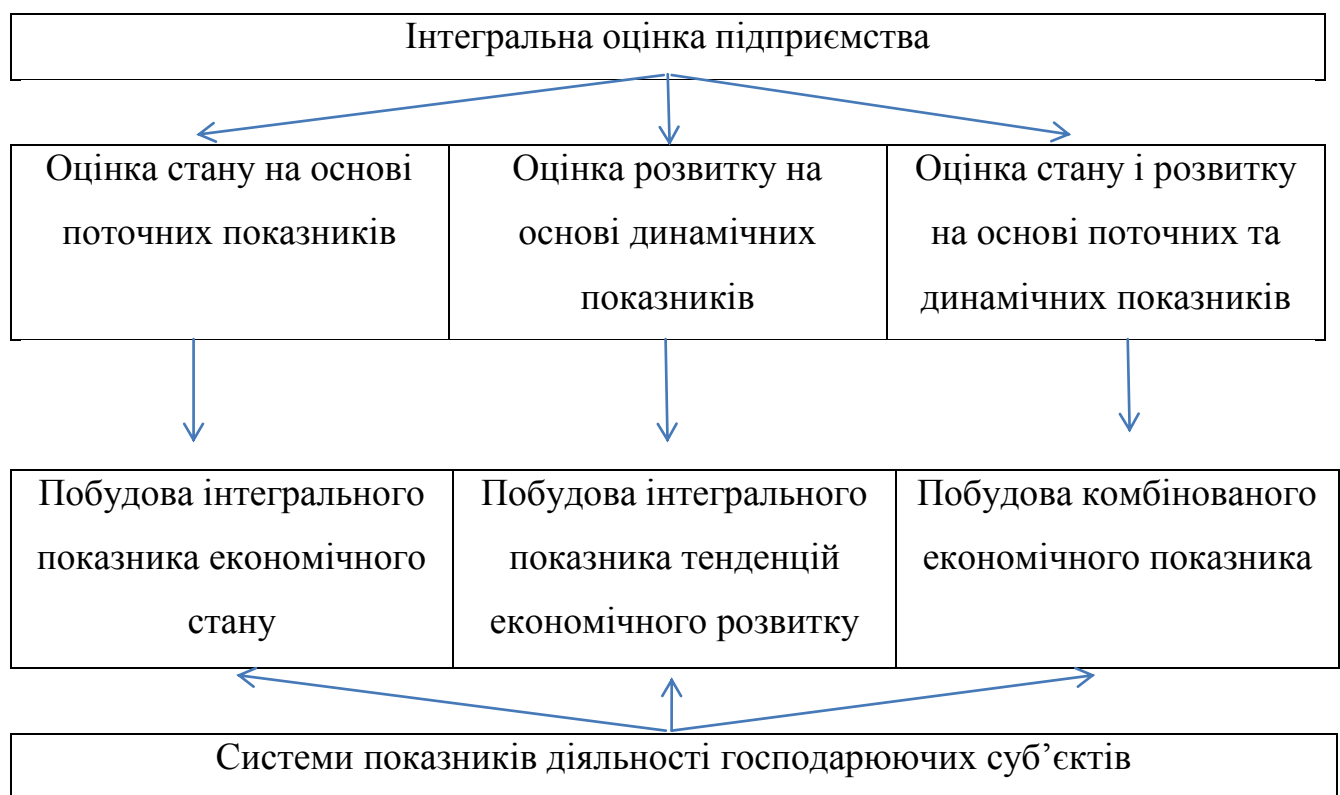 Інтегральна оцінка підприємства
Оцінка стану на основі
поточних показників
Оцінка розвитку на
основі динамічних
показників
Оцінка стану і розвитку
на основі поточних та
динамічних показників
Побудова інтегрального
показника економічного
стану
Побудова інтегрального
показника тенденцій
економічного розвитку
Побудова комбінованого
економічного показника
Системи показників діяльності господарюючих суб’єктів